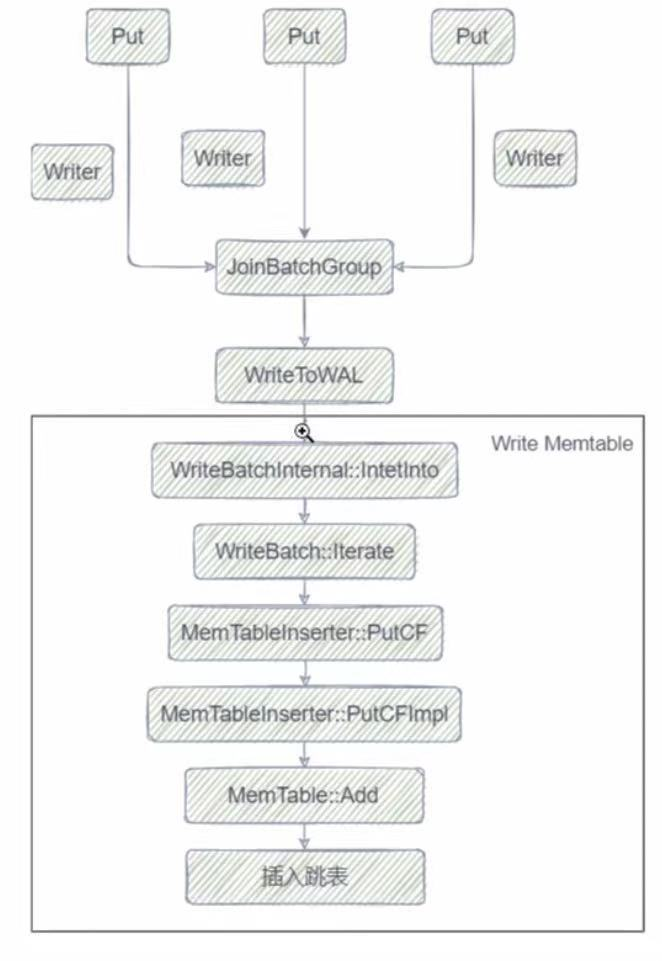 Put
Put
Put
Writer
Writer
Writer
JoinBatchGroup
WriteToWAL
Write Memtable
WriteBatchInternal::IntetInto
WriteBatch::Iterate
MemTableInserter::PutCF
MemTableInserter::PutCFImpl
MemTable::Add
插入跳表